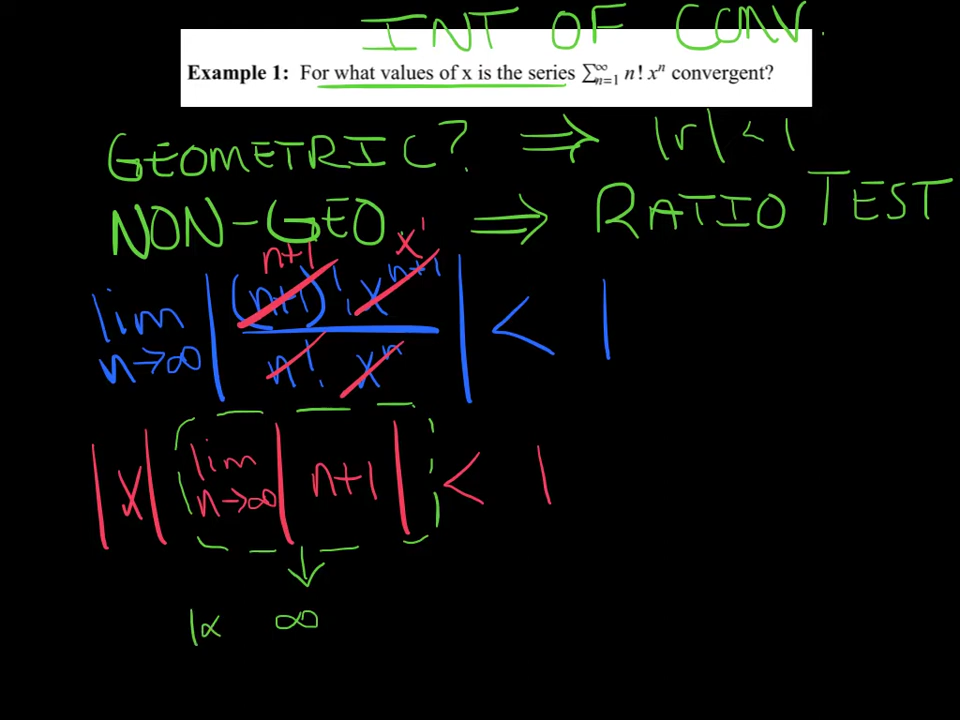 INT OF CONV.
Example 1: For what values of x is the series ∑_{n=1}^{∞} n! xⁿ convergent?
GEOMETRIC? ⇒ |r| < 1
NON-GEO ⇒ RATIO TEST
n+1 x¹
lim n→∞ | (n+1)! x^{n+1} / n! xⁿ | < 1
|x| lim n→∞ | n+1 | < 1
∞